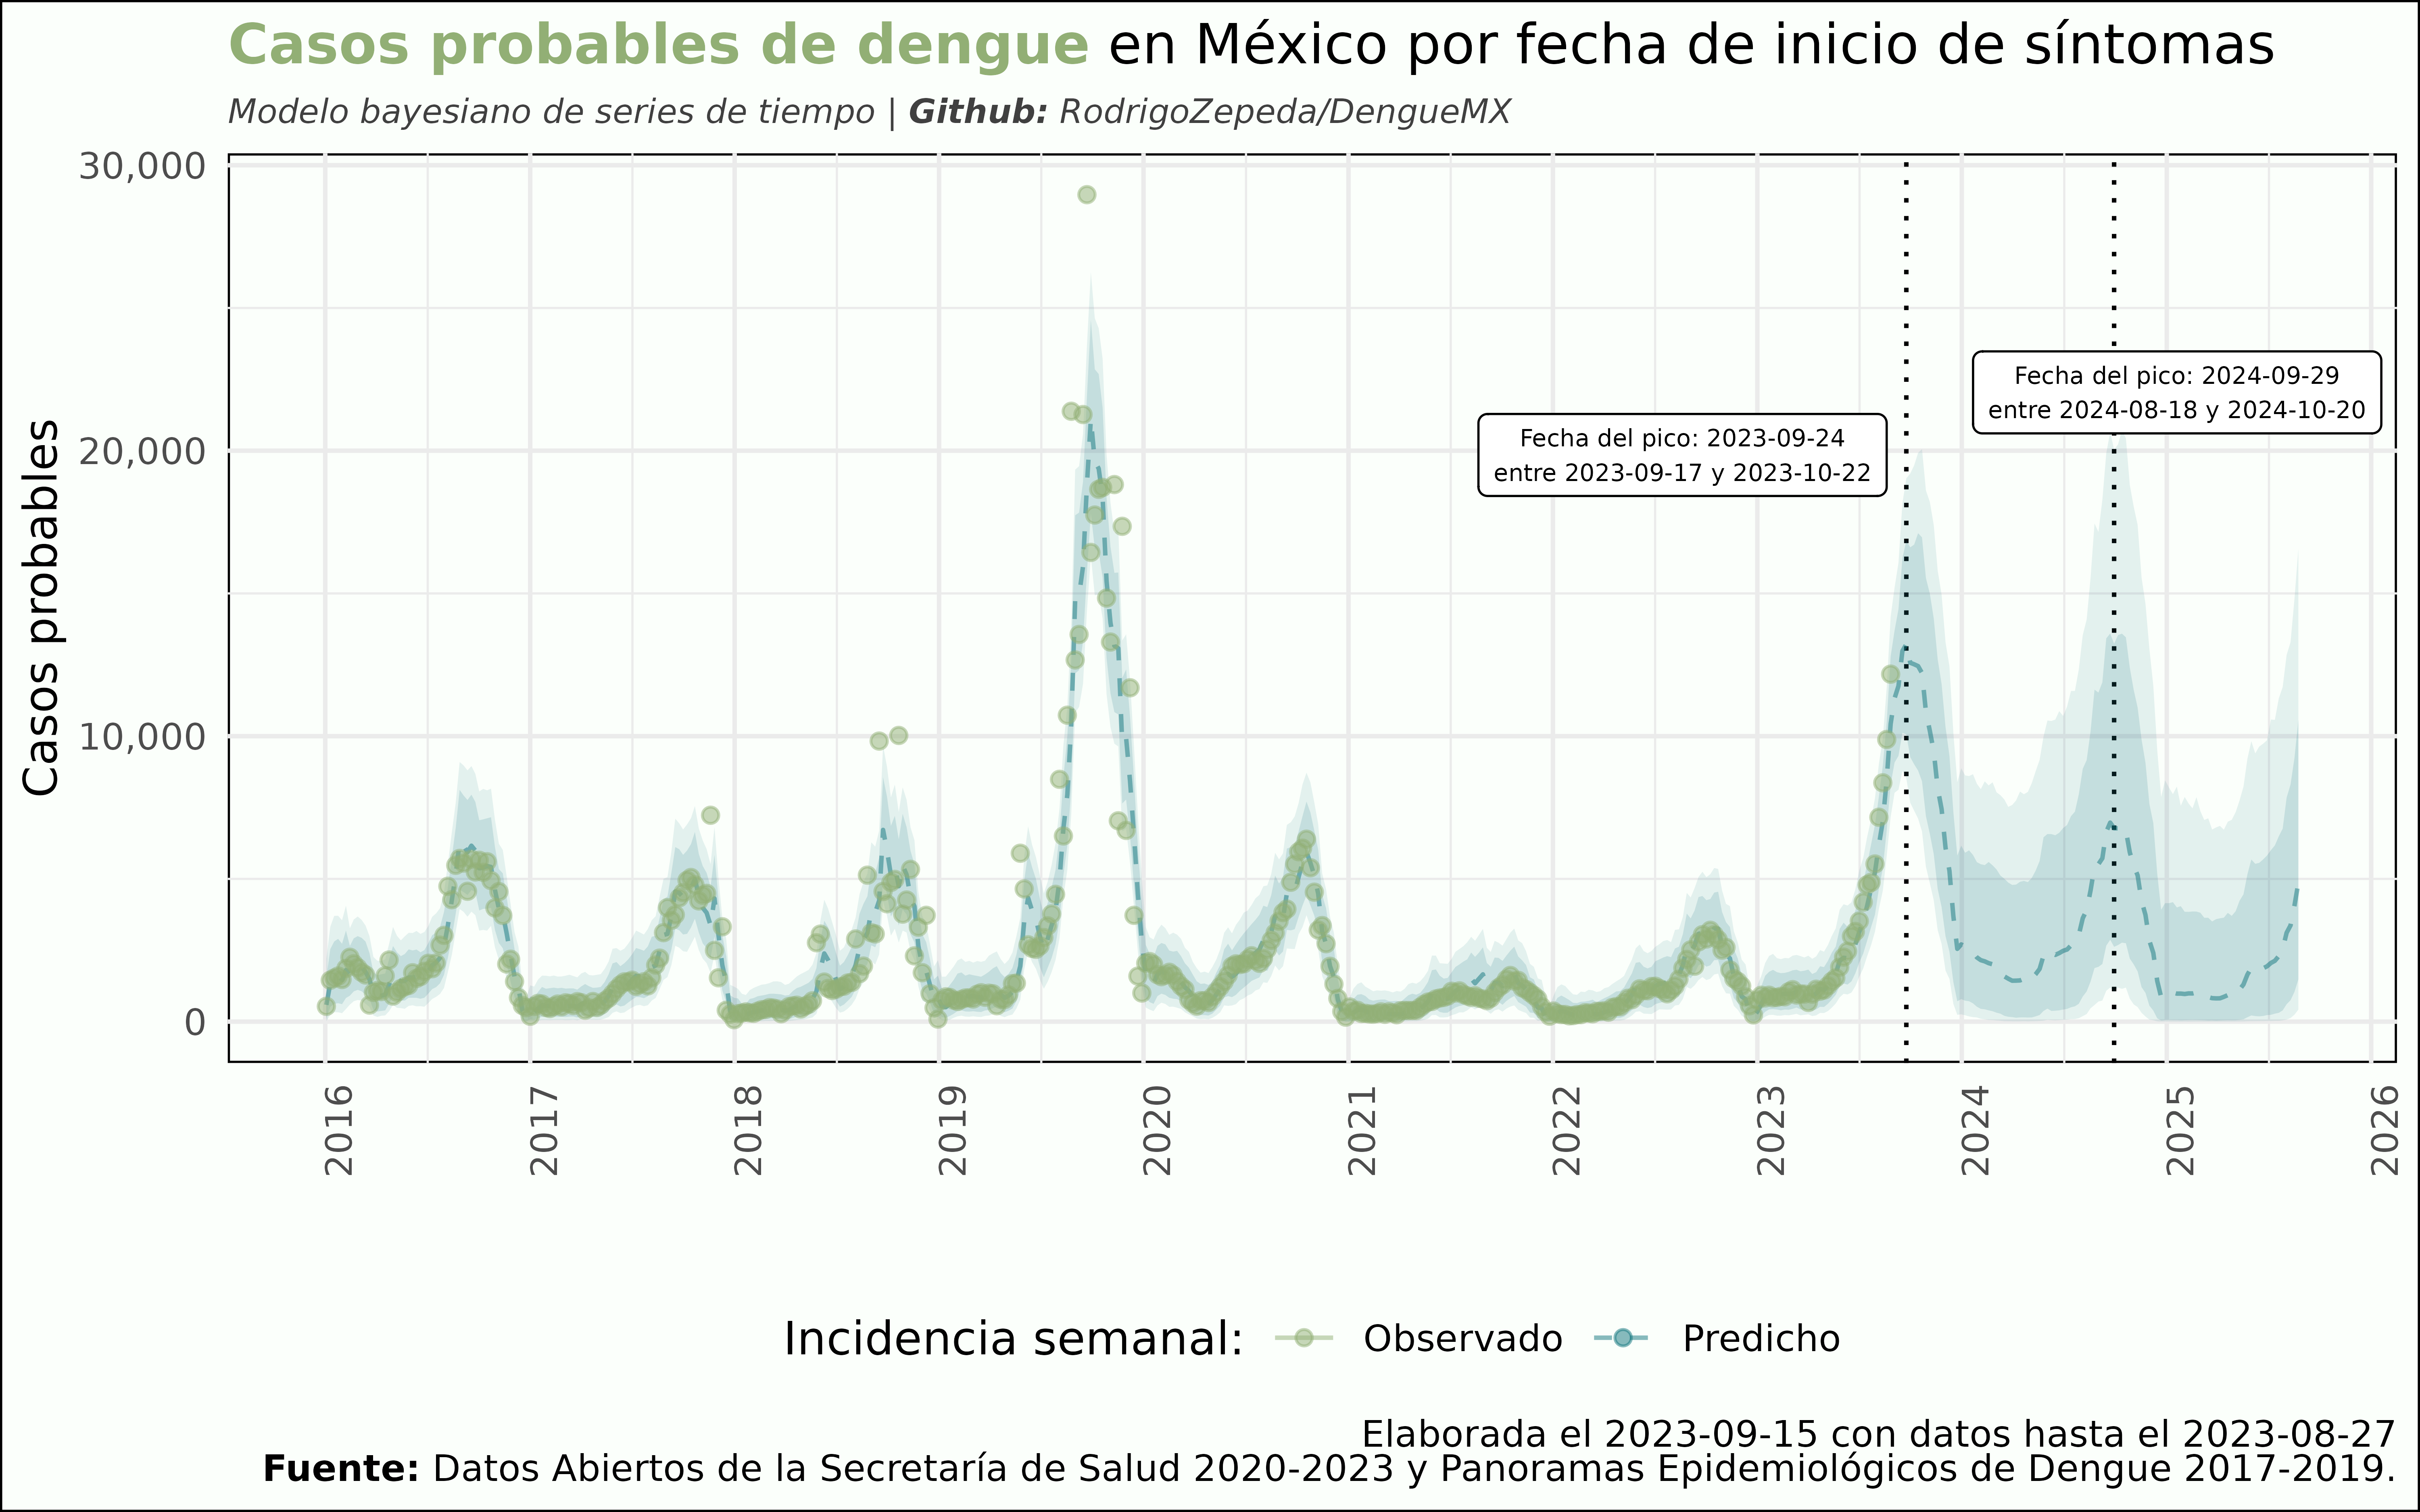 Casos probables de dengue en México por fecha de inicio de síntomas
Modelo bayesiano de series de tiempo | Github: RodrigoZepeda/DengueMX
Casos probables
30,000
20,000
10,000
0
Fecha del pico: 2023-09-24
entre 2023-09-17 y 2023-10-22
Fecha del pico: 2024-09-29
entre 2024-08-18 y 2024-10-20
2016
2017
2018
2019
2020
2021
2022
2023
2024
2025
2026
Incidencia semanal: Observado Predicho
Elaborada el 2023-09-15 con datos hasta el 2023-08-27
Fuente: Datos Abiertos de la Secretaría de Salud 2020-2023 y Panoramas Epidemiológicos de Dengue 2017-2019.